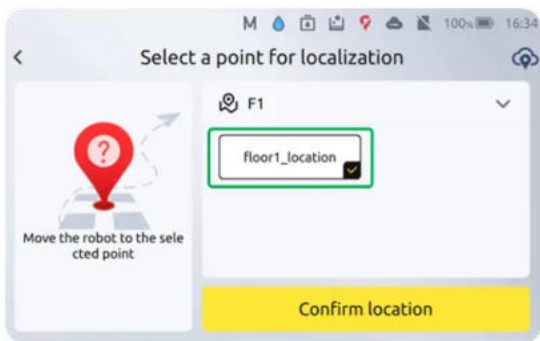 M 100% 16:34
Select a point for localization
F1
floor1_location
Move the robot to the sele
cted point
Confirm location